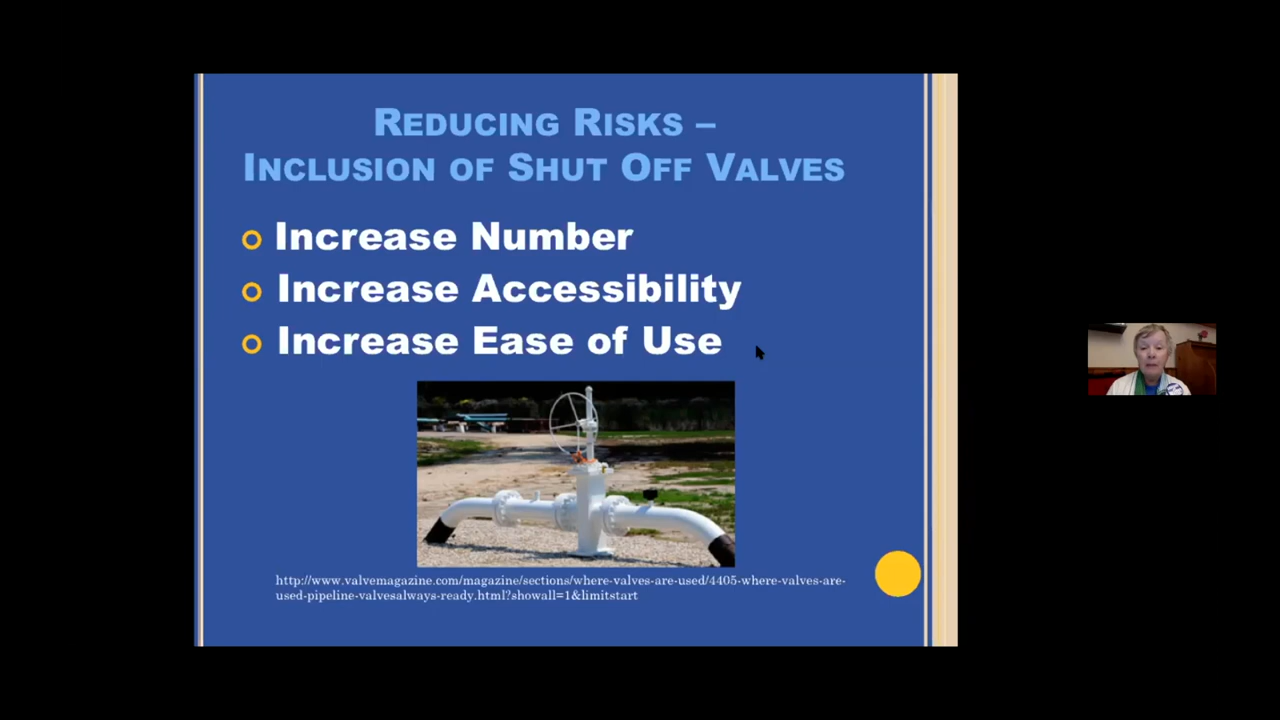 Reducing Risks –
Inclusion of Shut Off Valves
Increase Number
Increase Accessibility
Increase Ease of Use
http://www.valvemagazine.com/magazine/sections/where-valves-are-used/4405-where-valves-are-
used-pipeline-valvesalways-ready.html?showall=1&limitstart